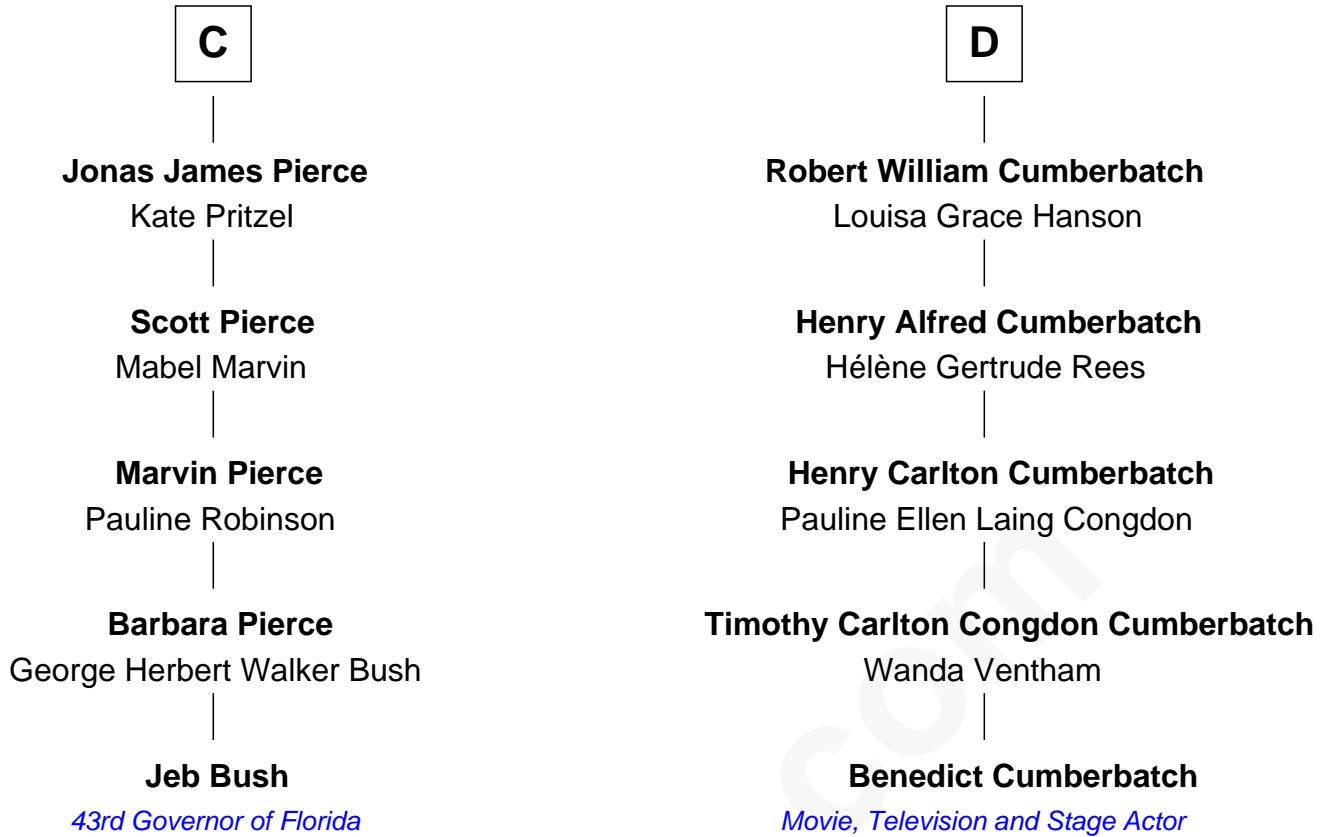 C
Jonas James Pierce
Kate Pritzel
Scott Pierce
Mabel Marvin
Marvin Pierce
Pauline Robinson
Barbara Pierce
George Herbert Walker Bush
Jeb Bush
43rd Governor of Florida
D
Robert William Cumberbatch
Louisa Grace Hanson
Henry Alfred Cumberbatch
Hélène Gertrude Rees
Henry Carlton Cumberbatch
Pauline Ellen Laing Congdon
Timothy Carlton Congdon Cumberbatch
Wanda Ventham
Benedict Cumberbatch
Movie, Television and Stage Actor
com